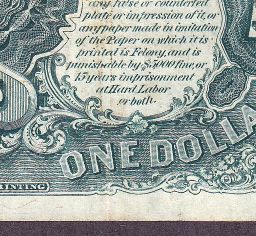 any false or counterfeit
plate or impression of it, or
any paper made in imitation
of the Paper on which it is
printed is Felony, and is
punishable by $5000 fine, or
15 years imprisonment
at Hard Labor
or both.
ONE DOLLA
RINTING